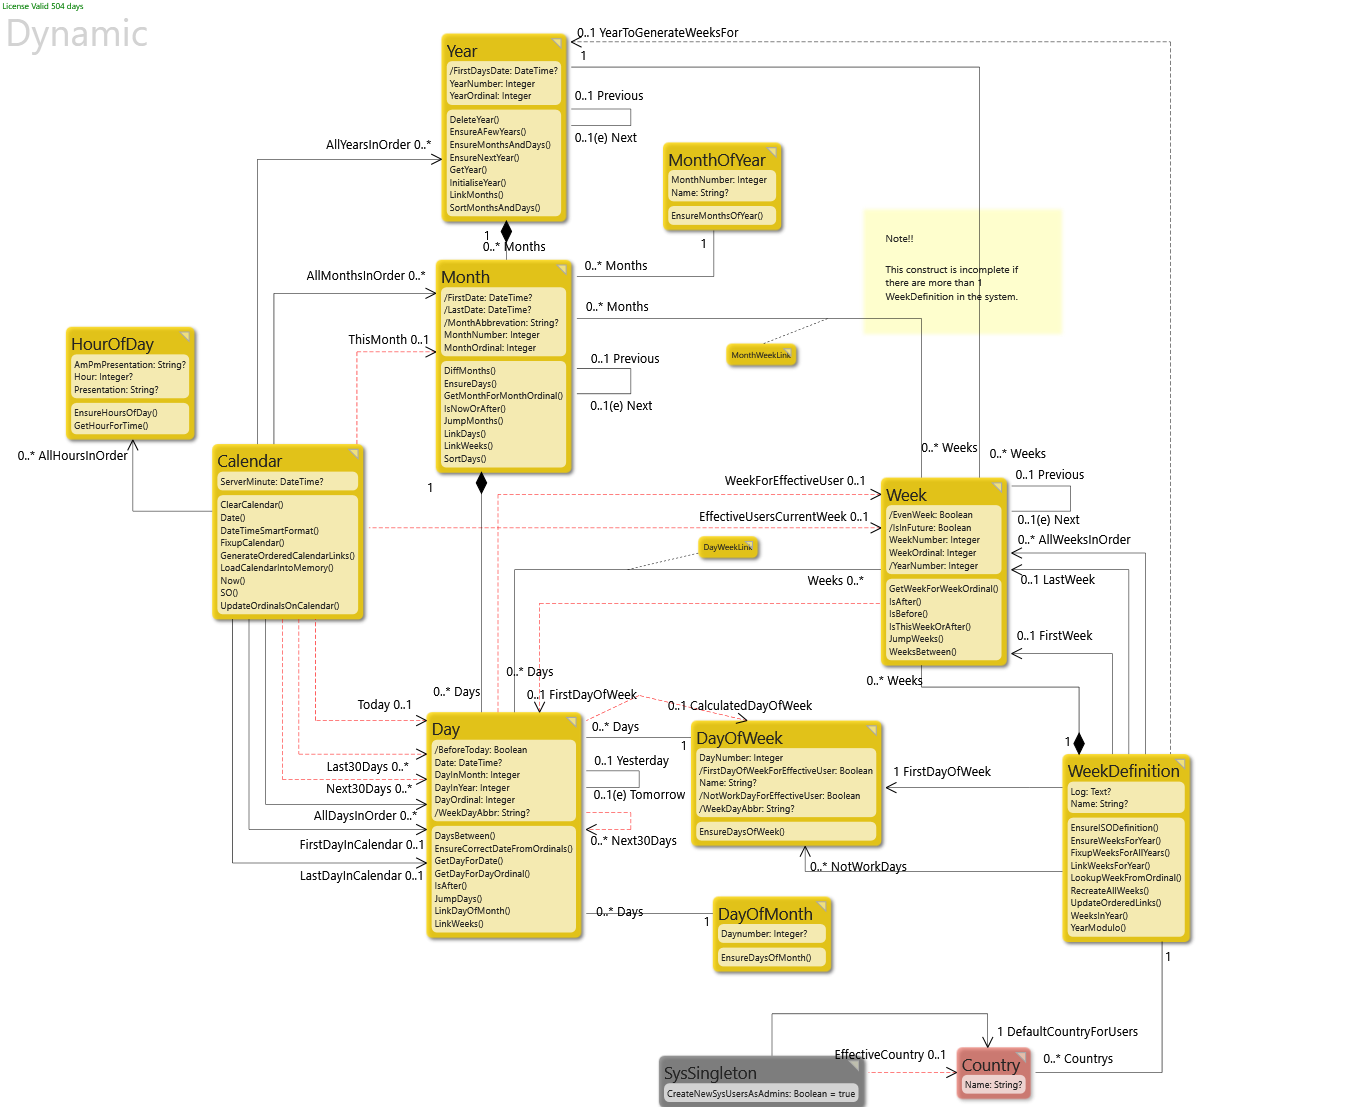 License Valid 504 days
Dynamic
0..1 YearToGenerateWeeksFor
1
Year
/FirstDaysDate: DateTime?
YearNumber: Integer
YearOrdinal: Integer
DeleteYear()
EnsureAFewYears()
EnsureMonthsAndDays()
EnsureNextYear()
GetYear()
InitialiseYear()
LinkMonths()
SortMonthsAndDays()
0..1 Previous
0..1(e) Next
AllYearsInOrder 0..*
1
0..* Months
MonthOfYear
MonthNumber: Integer
Name: String?
EnsureMonthsOfYear()
1
0..* Months
0..* Months
Note!!
This construct is incomplete if
there are more than 1
WeekDefinition in the system.
AllMonthsInOrder 0..*
ThisMonth 0..1
Month
/FirstDate: DateTime?
/LastDate: DateTime?
/MonthAbbrevation: String?
MonthNumber: Integer
MonthOrdinal: Integer
DiffMonths()
EnsureDays()
GetMonthForMonthOrdinal()
IsNowOrAfter()
JumpMonths()
LinkDays()
LinkWeeks()
SortDays()
0..1 Previous
0..1(e) Next
MonthWeekLink
HourOfDay
AmPmPresentation: String?
Hour: Integer?
Presentation: String?
EnsureHoursOfDay()
GetHourForTime()
0..* AllHoursInOrder
Calendar
ServerMinute: DateTime?
ClearCalendar()
Date()
DateTimeSmartFormat()
FixupCalendar()
GenerateOrderedCalendarLinks()
LoadCalendarIntoMemory()
Now()
SO()
UpdateOrdinalsOnCalendar()
1
0..* Weeks
0..* Weeks
WeekForEffectiveUser 0..1
EffectiveUsersCurrentWeek 0..1
DayWeekLink
Weeks 0..*
Week
/EvenWeek: Boolean
/IsInFuture: Boolean
WeekNumber: Integer
WeekOrdinal: Integer
/YearNumber: Integer
GetWeekForWeekOrdinal()
IsAfter()
IsBefore()
IsThisWeekOrAfter()
JumpWeeks()
WeeksBetween()
0..1 Previous
0..1(e) Next
0..* AllWeeksInOrder
0..1 LastWeek
0..1 FirstWeek
0..* Weeks
0..* Days
0..* Days
0..1 FirstDayOfWeek
0..1 CalculatedDayOfWeek
Today 0..1
Last30Days 0..*
Next30Days 0..*
AllDaysInOrder 0..*
FirstDayInCalendar 0..1
LastDayInCalendar 0..1
Day
/BeforeToday: Boolean
Date: DateTime?
DayInMonth: Integer
DayInYear: Integer
DayOrdinal: Integer
/WeekDayAbbr: String?
DaysBetween()
EnsureCorrectDateFromOrdinals()
GetDayForDate()
GetDayForDayOrdinal()
IsAfter()
JumpDays()
LinkDayOfMonth()
LinkWeeks()
0..* Days
1
0..1 Yesterday
0..1(e) Tomorrow
0..* Next30Days
0..* Days
1
DayOfWeek
DayNumber: Integer
/FirstDayOfWeekForEffectiveUser: Boolean
Name: String?
/NotWorkDayForEffectiveUser: Boolean
/WeekDayAbbr: String?
EnsureDaysOfWeek()
1 FirstDayOfWeek
0..* NotWorkDays
DayOfMonth
Daynumber: Integer?
EnsureDaysOfMonth()
1
WeekDefinition
Log: Text?
Name: String?
EnsureISODefinition()
EnsureWeeksForYear()
FixupWeeksForAllYears()
LinkWeeksForYear()
LookupWeekFromOrdinal()
RecreateAllWeeks()
UpdateOrderedLinks()
WeeksInYear()
YearModulo()
1
1 DefaultCountryForUsers
EffectiveCountry 0..1
0..* Countrys
SysSingleton
CreateNewSysUsersAsAdmins: Boolean = true
Country
Name: String?